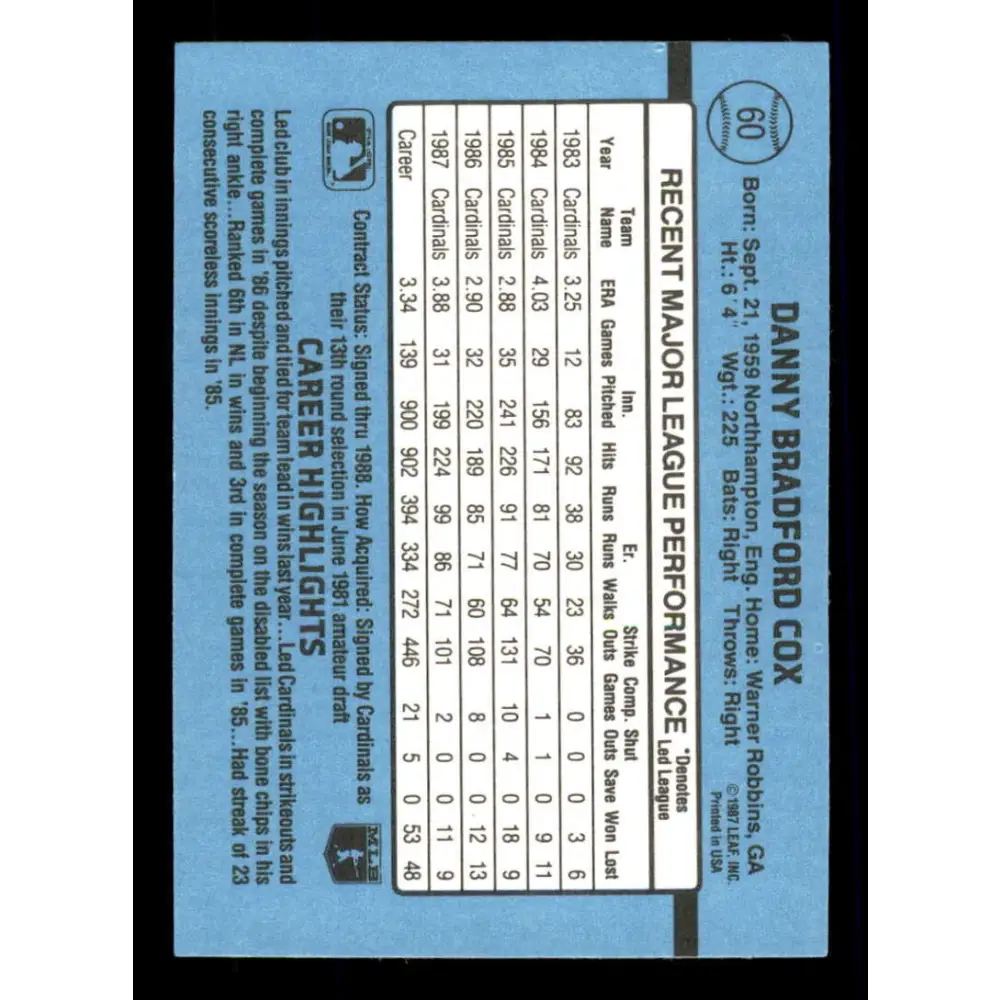 60
DANNY BRADFORD COX
Born: Sept. 21, 1959 Northhampton, Eng. Home: Warner Robbins, GA
Ht.: 6'4" Wgt.: 225 Bats: Right Throws: Right
©1987 LEAF, INC.
Printed in USA
RECENT MAJOR LEAGUE PERFORMANCE
*Denotes
Led League
Team Inn. Er. Strike Comp. Shut
Year Name ERA Games Pitched Hits Runs Runs Walks Outs Games Outs Save Won Lost
1983 Cardinals 3.25 12 83 92 38 30 23 36 0 0 0 3 6
1984 Cardinals 4.03 29 156 171 81 70 54 70 1 1 0 9 11
1985 Cardinals 2.88 35 241 226 91 77 64 131 10 4 0 18 9
1986 Cardinals 2.90 32 220 189 85 71 60 108 8 0 0 12 13
1987 Cardinals 3.88 31 199 224 99 86 71 101 2 0 0 11 9
Career 3.34 139 900 902 394 334 272 446 21 5 0 53 48
Contract Status: Signed thru 1988. How Acquired: Signed by Cardinals as
their 13th round selection in June 1981 amateur draft
MLB
CAREER HIGHLIGHTS
Led club in innings pitched and tied for team lead in wins last year...Led Cardinals in strikeouts and
complete games in '86 despite beginning the season on the disabled list with bone chips in his
right ankle...Ranked 6th in NL in wins and 3rd in complete games in '85...Had streak of 23
consecutive scoreless innings in '85.